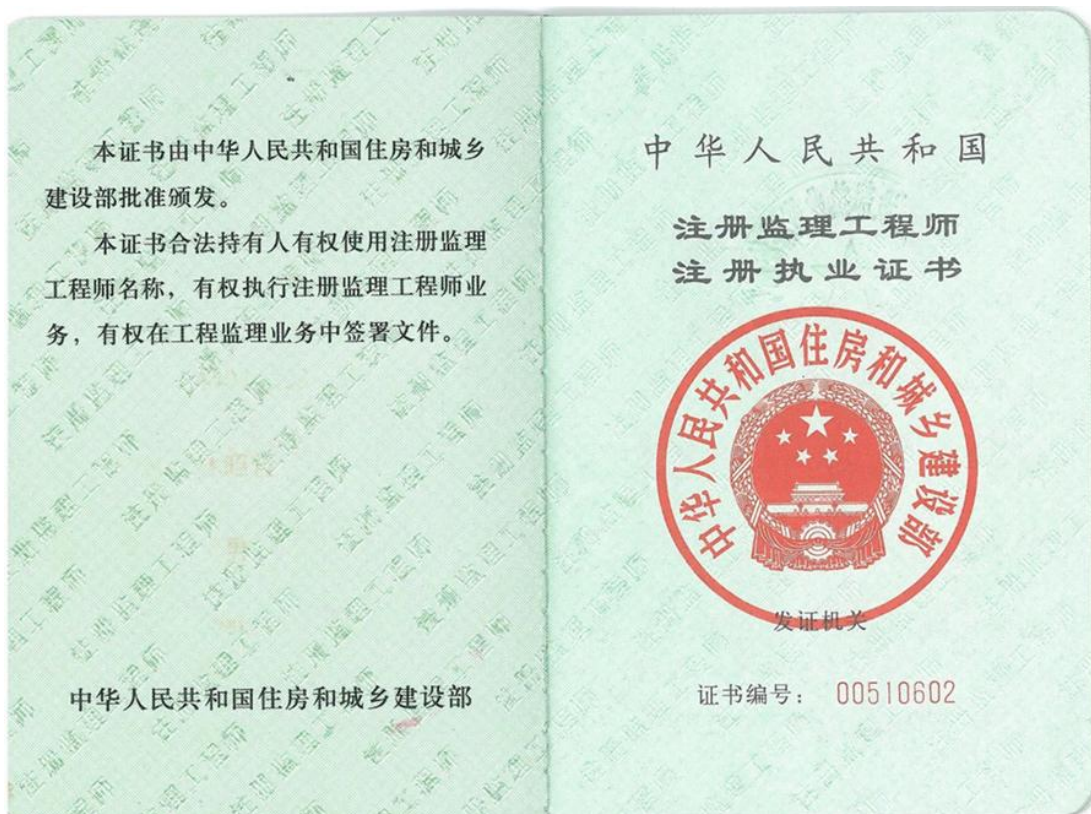 本证书由中华人民共和国住房和城乡
建设部批准颁发。
本证书合法持有人有权使用注册监理
工程师名称，有权执行注册监理工程师业
务，有权在工程监理业务中签署文件。
中华人民共和国住房和城乡建设部
中华人民共和国
注册监理工程师
注册执业证书
中华人民共和国住房和城乡建设部
发证机关
证书编号： 00510602